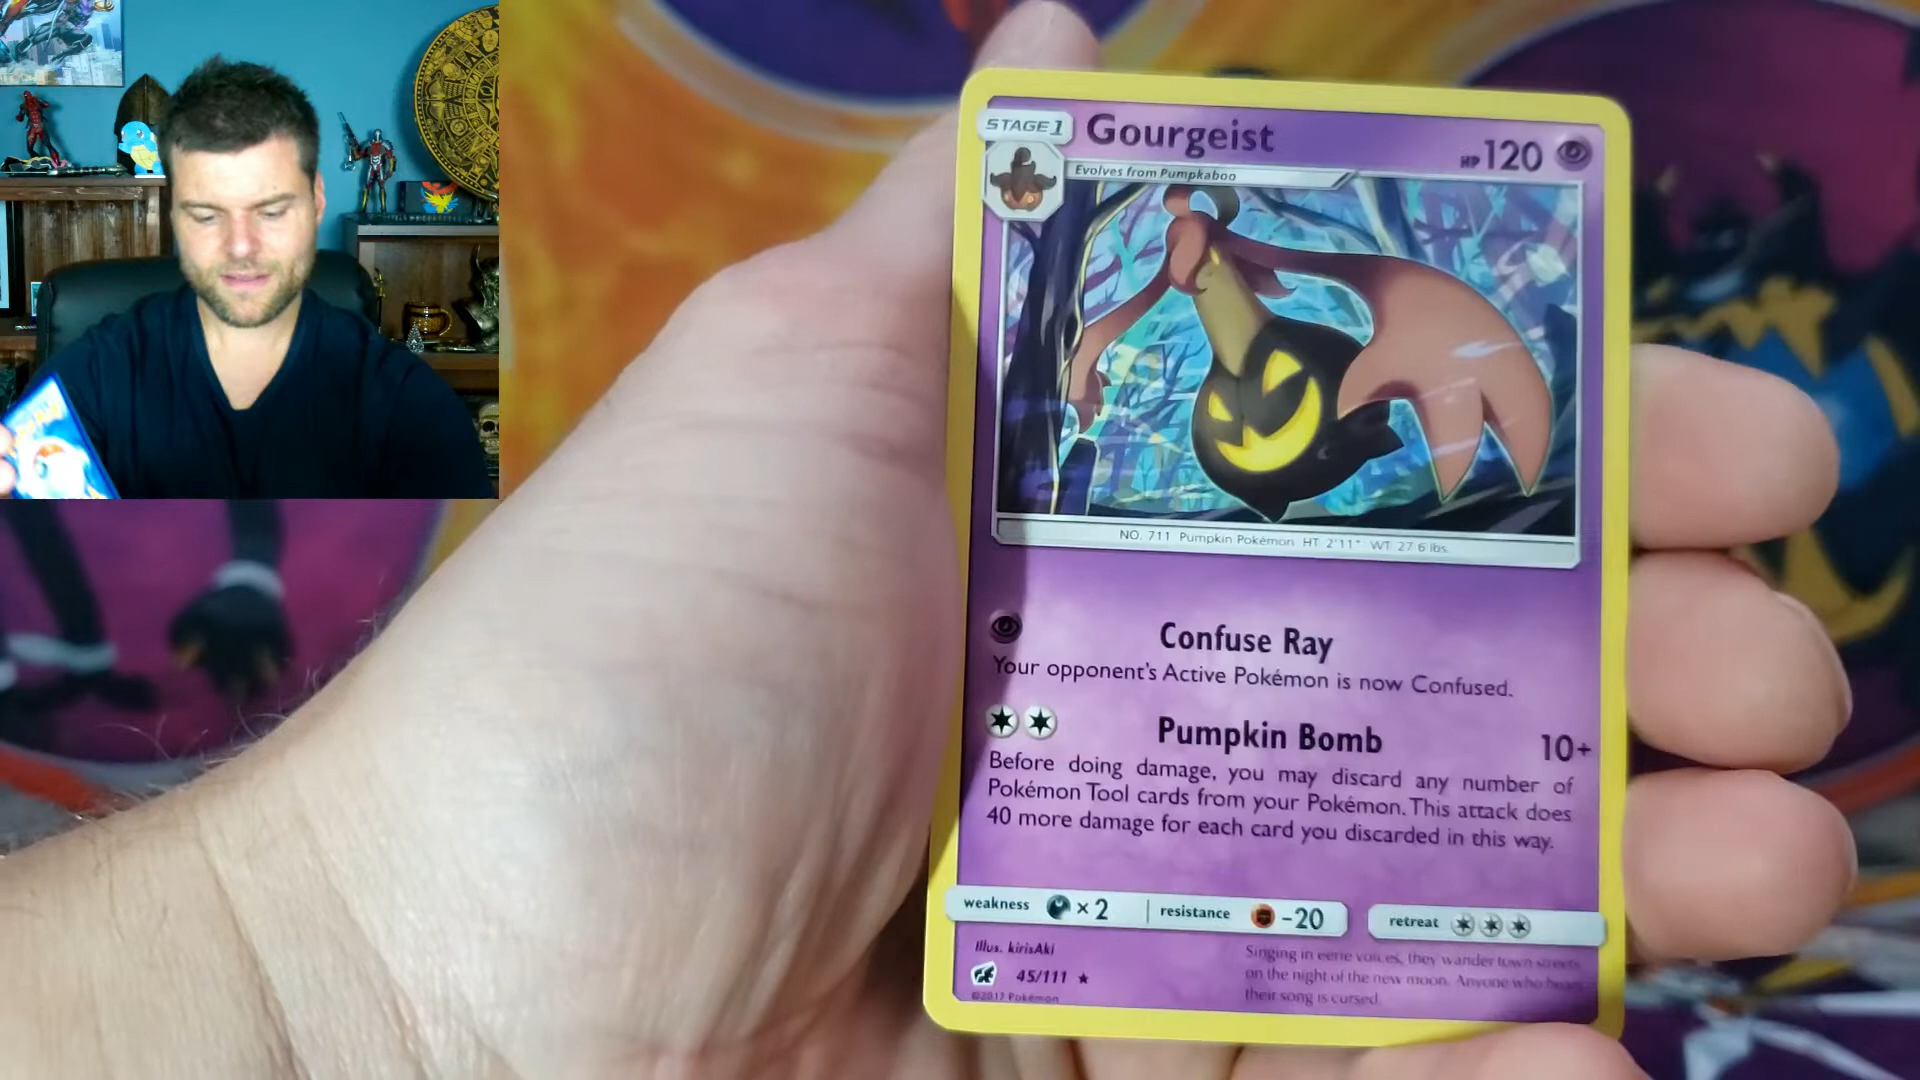 STAGE 1
Gourgeist
HP 120
Evolves from Pumpkaboo
NO. 711 Pumpkin Pokémon HT: 2'11" WT: 27.6 lbs.
Confuse Ray
Your opponent's Active Pokémon is now Confused.
Pumpkin Bomb 10+
Before doing damage, you may discard any number of
Pokémon Tool cards from your Pokémon. This attack does
40 more damage for each card you discarded in this way.
weakness ×2 resistance -20 retreat
Illus. kirisAki
45/111
©2017 Pokémon
Singing in eerie voices, they wander town streets
on the night of the new moon. Anyone who hears
their song is cursed.